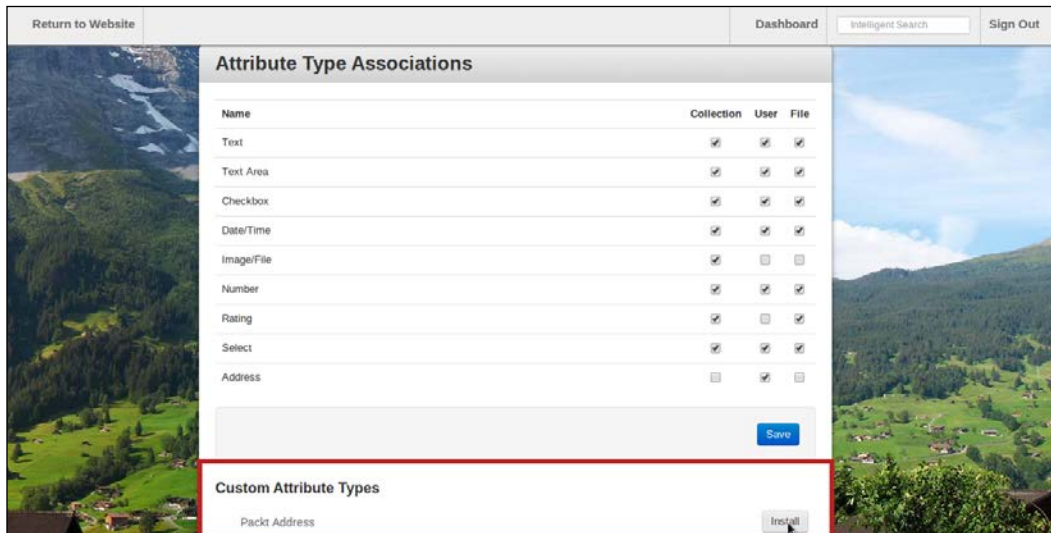 Return to Website
Dashboard
Intelligent Search
Sign Out
Attribute Type Associations
Name Collection User File
Text
Text Area
Checkbox
Date/Time
Image/File
Number
Rating
Select
Address
Save
Custom Attribute Types
Packt Address Install